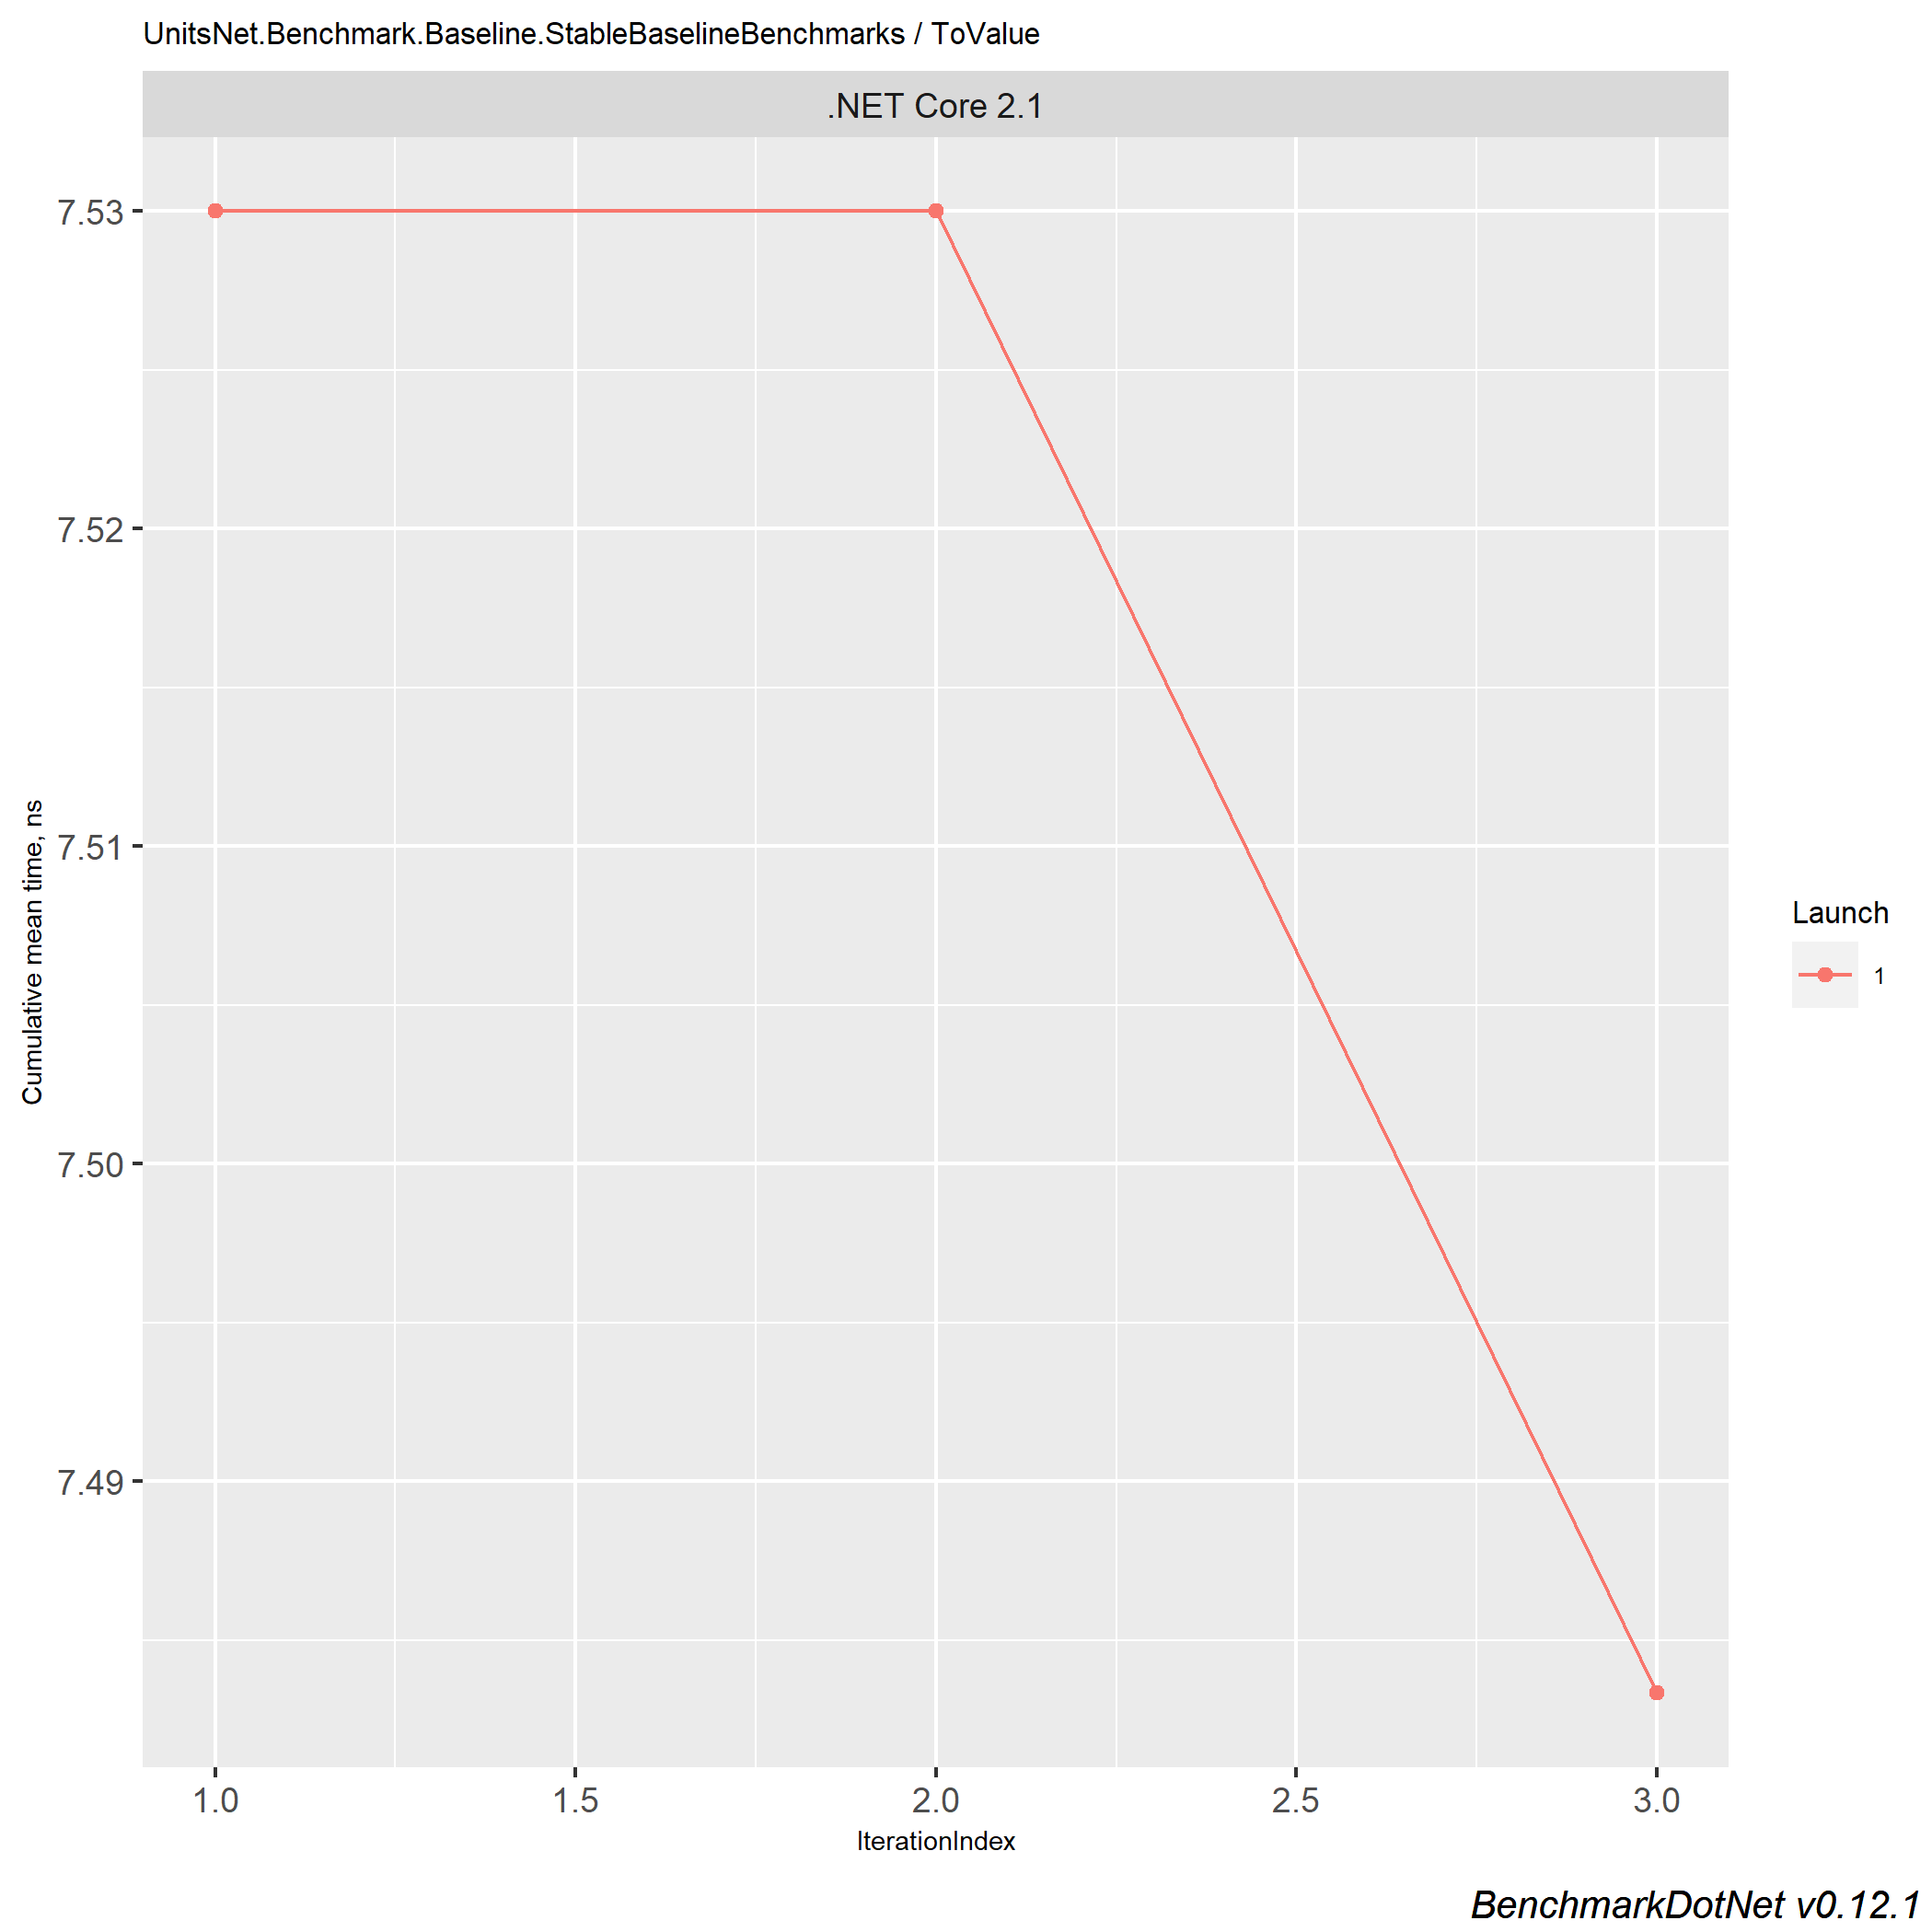 UnitsNet.Benchmark.Baseline.StableBaselineBenchmarks / ToValue
.NET Core 2.1
7.53
7.52
7.51
7.50
7.49
Cumulative mean time, ns
1.0 1.5 2.0 2.5 3.0
IterationIndex
Launch
1
BenchmarkDotNet v0.12.1